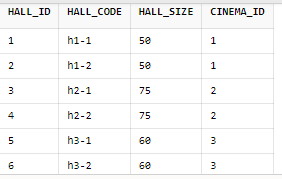 HALL_ID HALL_CODE HALL_SIZE CINEMA_ID
1 h1-1 50 1
2 h1-2 50 1
3 h2-1 75 2
4 h2-2 75 2
5 h3-1 60 3
6 h3-2 60 3